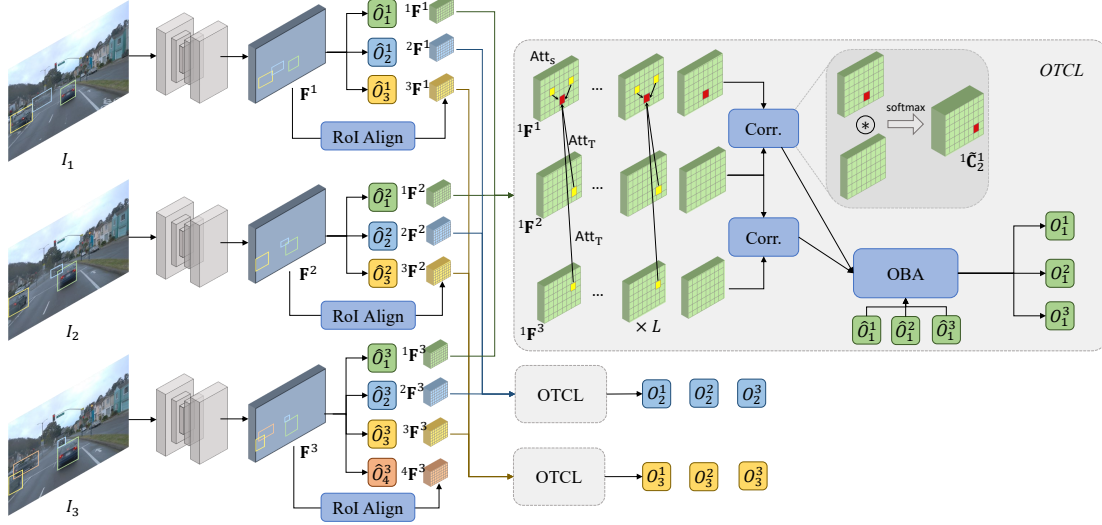 Ô₁¹ ¹F¹
Ô₂¹ ²F¹
Ô₃¹ ³F¹
F¹
RoI Align
I₁
Ô₁² ¹F²
Ô₂² ²F²
Ô₃² ³F²
F²
RoI Align
I₂
Ô₁³ ¹F³
Ô₂³ ²F³
Ô₃³ ³F³
Ô₄³ ⁴F³
F³
RoI Align
I₃
OTCL
Att_S
... ...
¹F¹
Att_T
Corr.
softmax
¹C̃₂¹
... ...
¹F²
Att_T
Corr.
... ...
¹F³
× L
OBA
Ô₁¹ Ô₁² Ô₁³
O₁¹
O₁²
O₁³
OTCL
O₂¹ O₂² O₂³
OTCL
O₃¹ O₃² O₃³